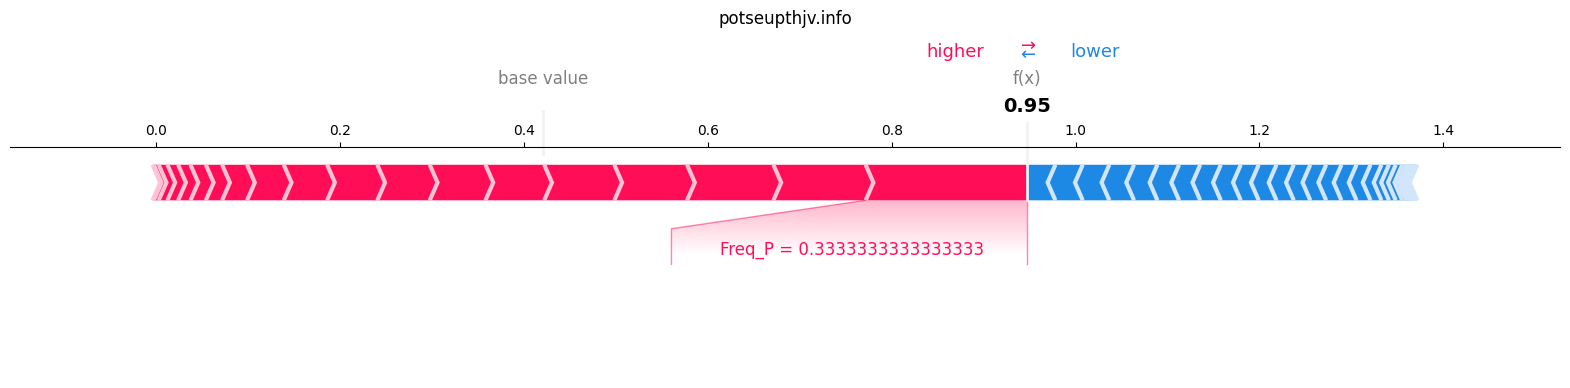 potseupthjv.info
higher → ← lower
base value f(x)
0.95
0.0 0.2 0.4 0.6 0.8 1.0 1.2 1.4
Freq_P = 0.3333333333333333